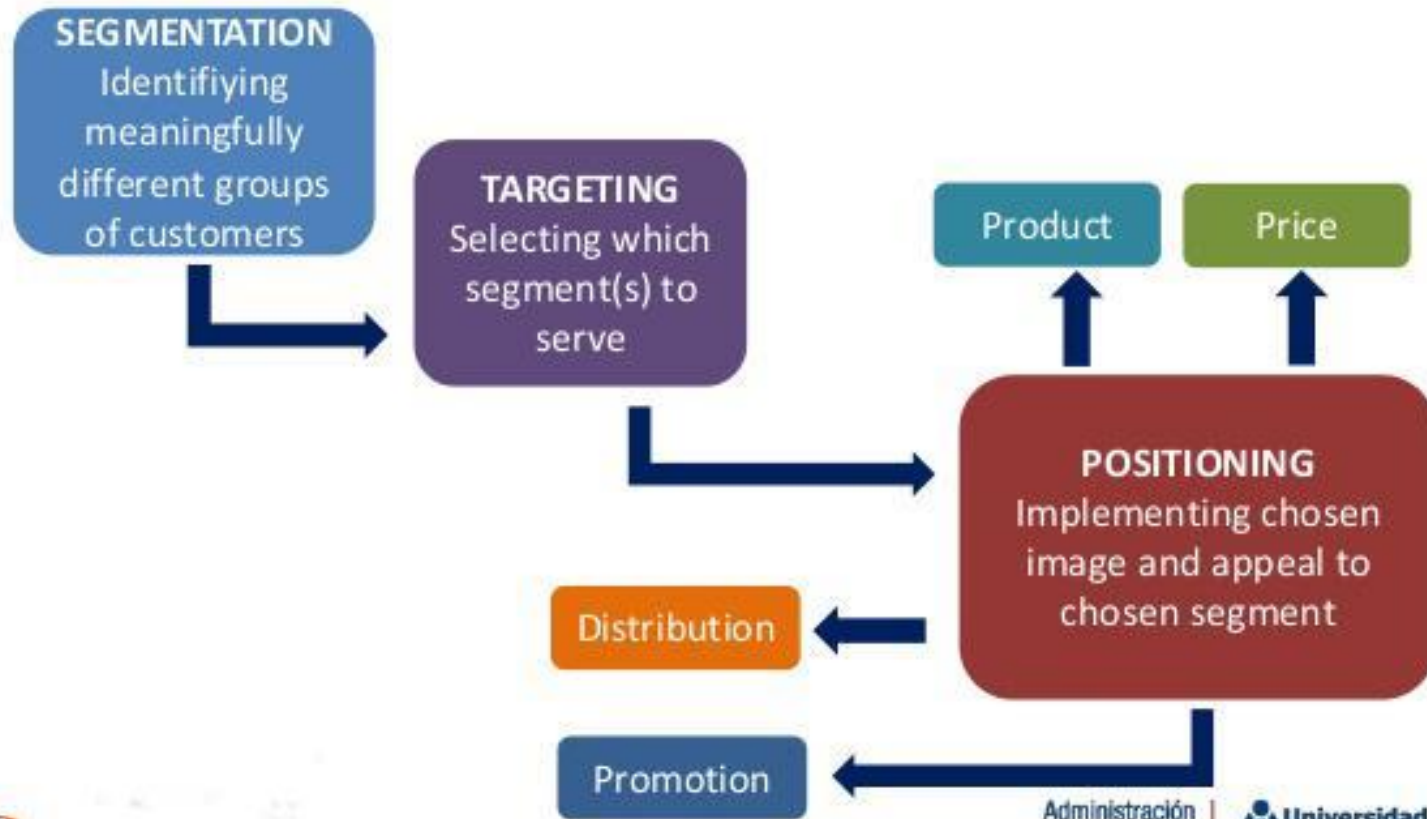 SEGMENTATION
Identifiying
meaningfully
different groups
of customers
TARGETING
Selecting which
segment(s) to
serve
Product
Price
POSITIONING
Implementing chosen
image and appeal to
chosen segment
Distribution
Promotion
Administración
Universidad